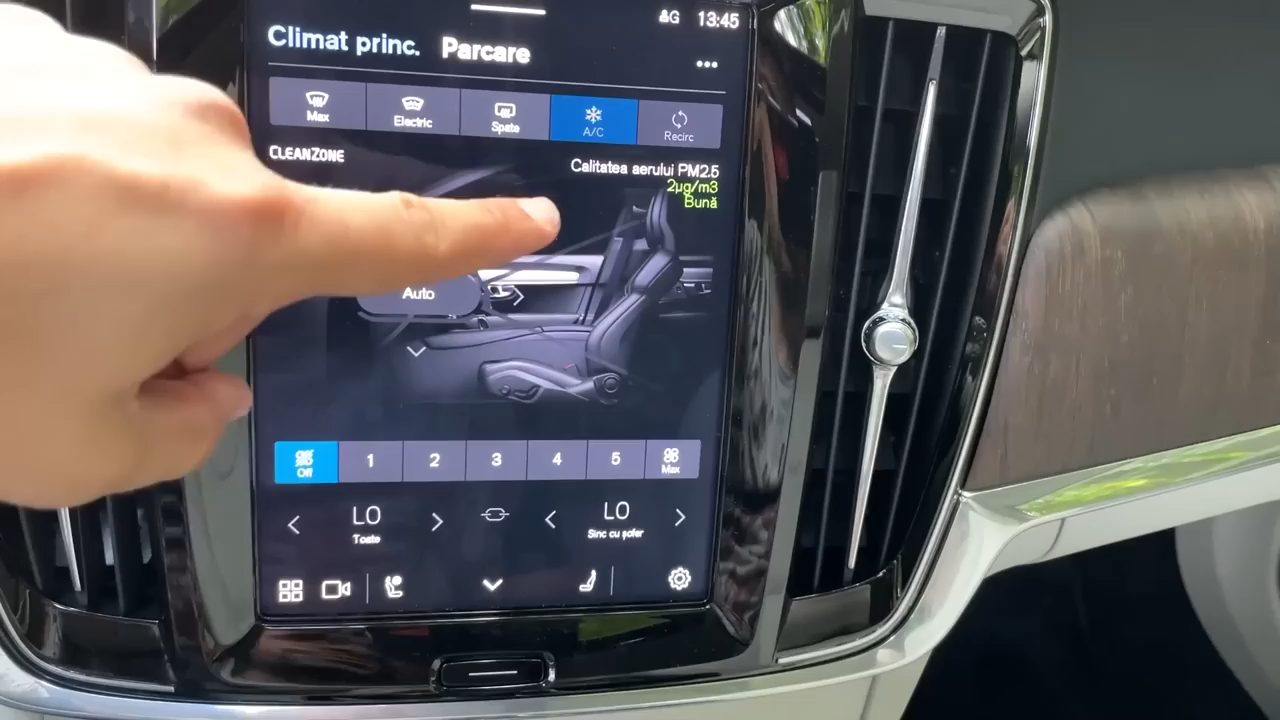 4G 13:45
Climat princ. Parcare
Max Electric Spate A/C Recirc
CLEANZONE
Calitatea aerului PM2.5
2µg/m3
Bună
Auto
Off 1 2 3 4 5 Max
LO LO
Toate Sinc cu șofer